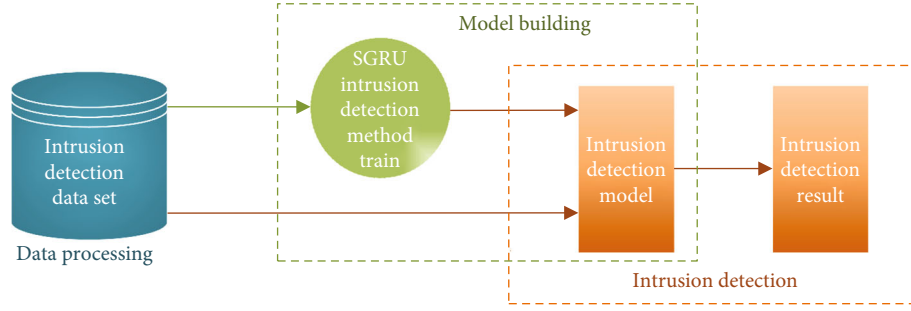 Model building
SGRU
intrusion
detection
method
train
Intrusion
detection
data set
Intrusion
detection
model
Intrusion
detection
result
Data processing
Intrusion detection